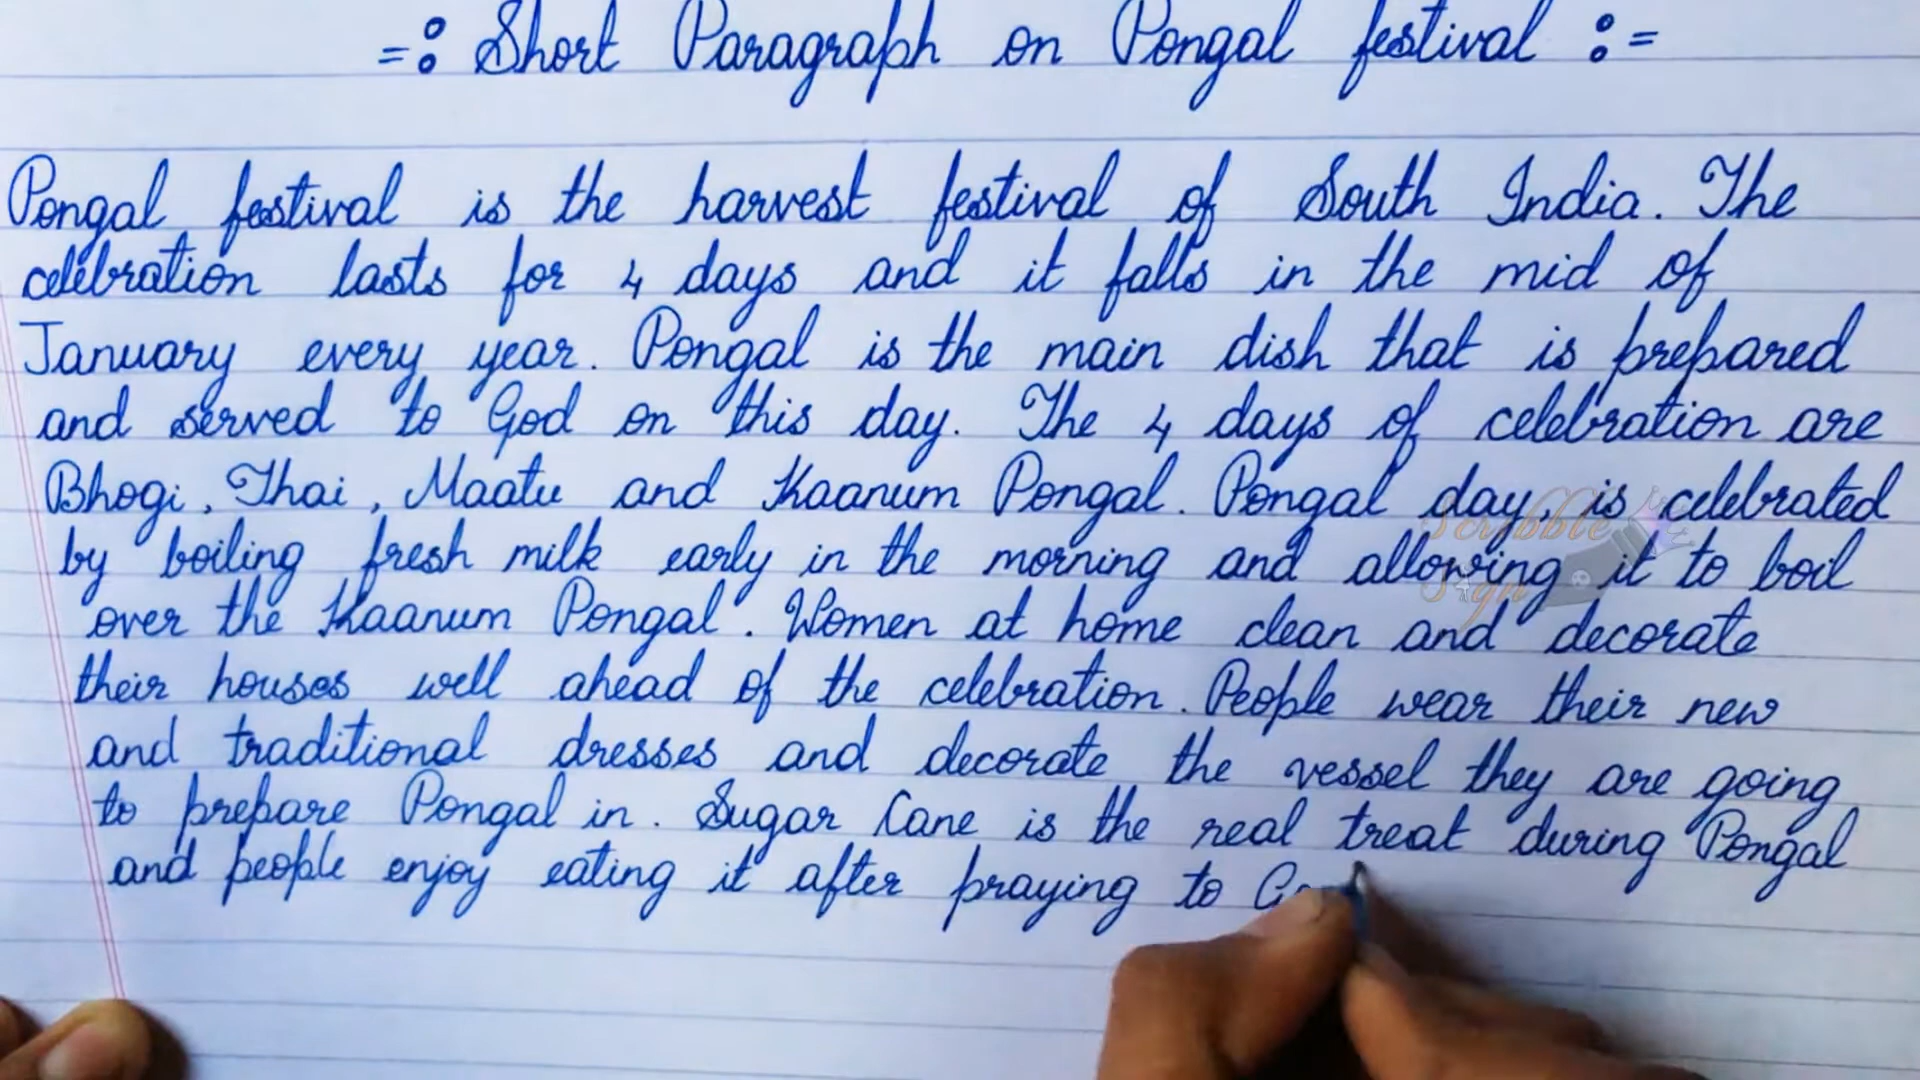 =: Short Paragraph on Pongal festival :=
Pongal festival is the harvest festival of South India. The
celebration lasts for 4 days and it falls in the mid of
January every year. Pongal is the main dish that is prepared
and served to God on this day. The 4 days of celebration are
Bhogi, Thai, Maatu and Kaanum Pongal. Pongal day, is celebrated
by boiling fresh milk early in the morning and allowing it to boil
over the Kaanum Pongal. Women at home clean and decorate
their houses well ahead of the celebration. People wear their new
and traditional dresses and decorate the vessel they are going
to prepare Pongal in. Sugar Cane is the real treat during Pongal
and people enjoy eating it after praying to
Scribble
Sign